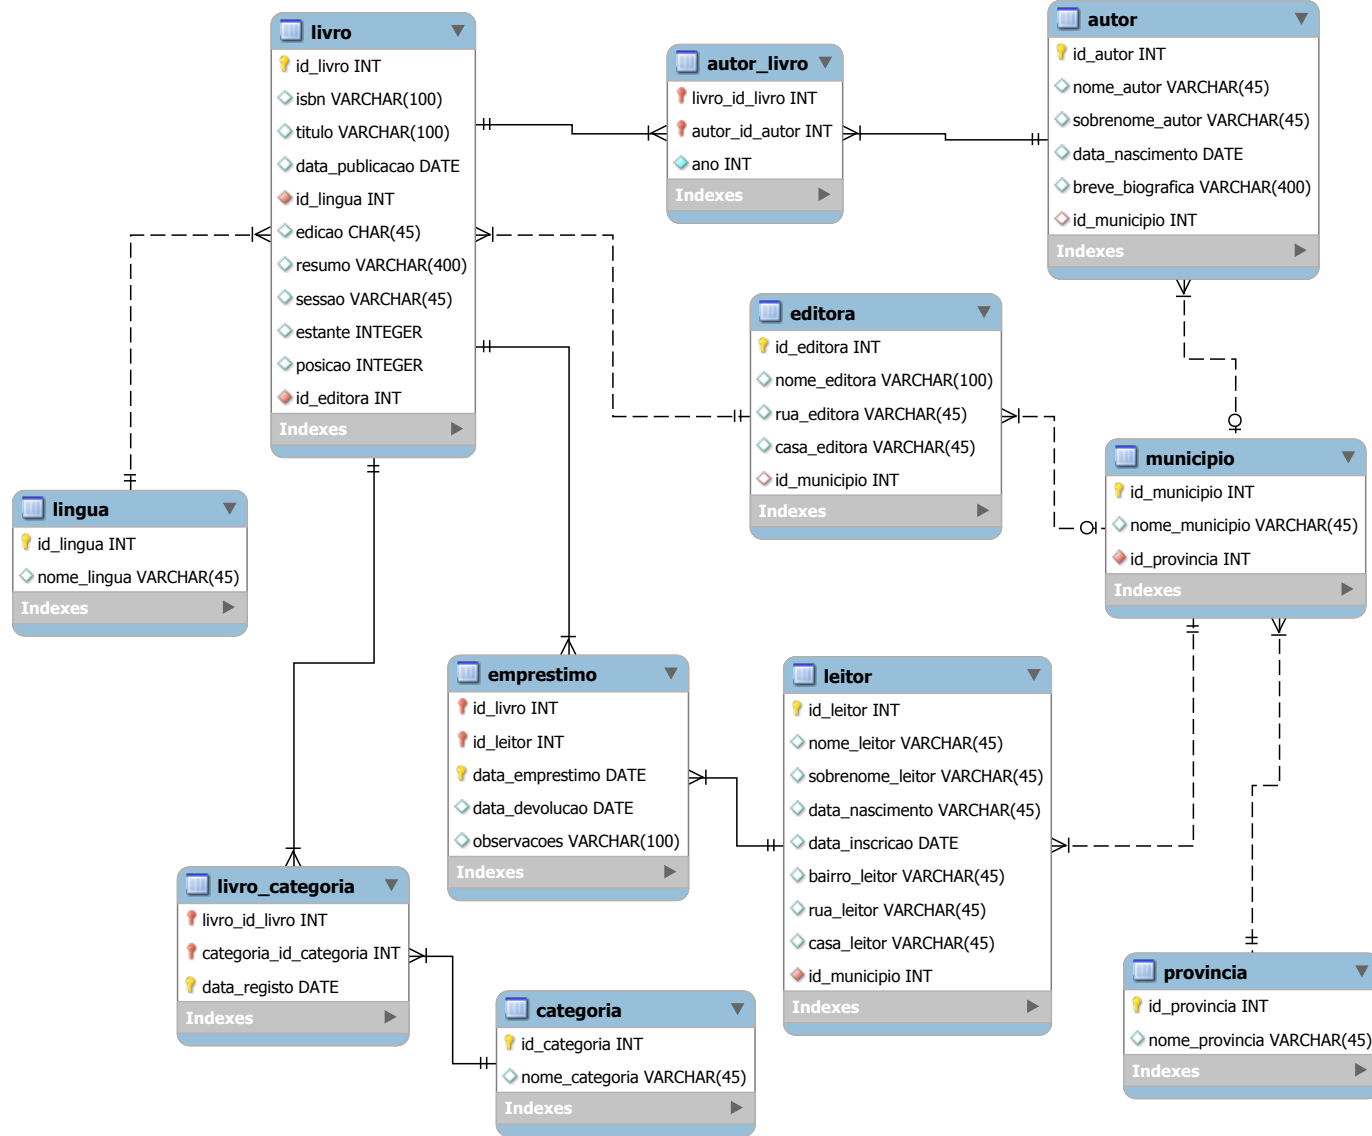 livro
id_livro INT
isbn VARCHAR(100)
titulo VARCHAR(100)
data_publicacao DATE
id_lingua INT
edicao CHAR(45)
resumo VARCHAR(400)
sessao VARCHAR(45)
estante INTEGER
posicao INTEGER
id_editora INT
Indexes
autor_livro
livro_id_livro INT
autor_id_autor INT
ano INT
Indexes
autor
id_autor INT
nome_autor VARCHAR(45)
sobrenome_autor VARCHAR(45)
data_nascimento DATE
breve_biografica VARCHAR(400)
id_municipio INT
Indexes
editora
id_editora INT
nome_editora VARCHAR(100)
rua_editora VARCHAR(45)
casa_editora VARCHAR(45)
id_municipio INT
Indexes
municipio
id_municipio INT
nome_municipio VARCHAR(45)
id_provincia INT
Indexes
lingua
id_lingua INT
nome_lingua VARCHAR(45)
Indexes
emprestimo
id_livro INT
id_leitor INT
data_emprestimo DATE
data_devolucao DATE
observacoes VARCHAR(100)
Indexes
leitor
id_leitor INT
nome_leitor VARCHAR(45)
sobrenome_leitor VARCHAR(45)
data_nascimento VARCHAR(45)
data_inscricao DATE
bairro_leitor VARCHAR(45)
rua_leitor VARCHAR(45)
casa_leitor VARCHAR(45)
id_municipio INT
Indexes
livro_categoria
livro_id_livro INT
categoria_id_categoria INT
data_registo DATE
Indexes
categoria
id_categoria INT
nome_categoria VARCHAR(45)
Indexes
provincia
id_provincia INT
nome_provincia VARCHAR(45)
Indexes